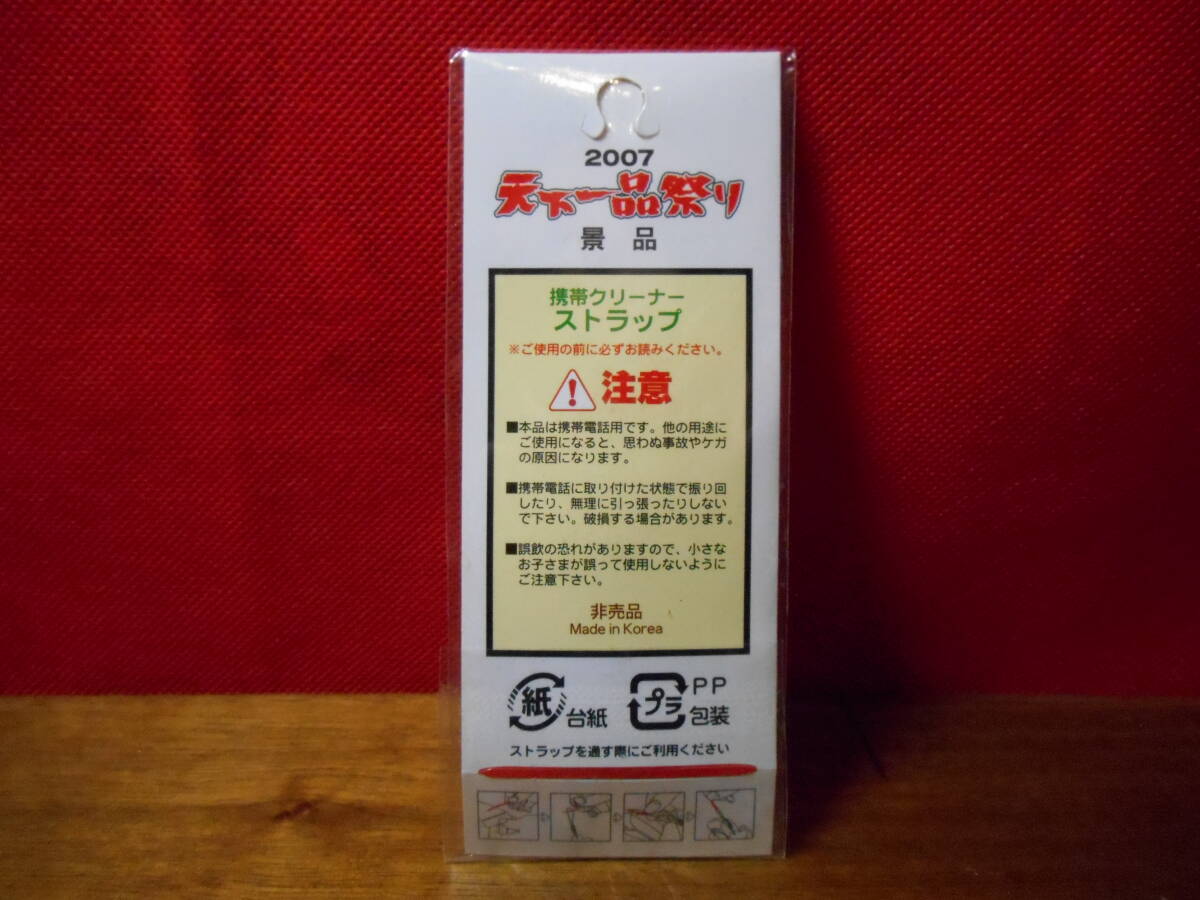 2007
天下一品祭り
景品
携帯クリーナー
ストラップ
※ご使用の前に必ずお読みください。
注意
■本品は携帯電話用です。他の用途に
ご使用になると、思わぬ事故やケガ
の原因になります。
■携帯電話に取り付けた状態で振り回
したり、無理に引っ張ったりしない
で下さい。破損する場合があります。
■誤飲の恐れがありますので、小さな
お子さまが誤って使用しないように
ご注意下さい。
非売品
Made in Korea
紙 台紙
プラ PP
包装
ストラップを通す際にご利用ください